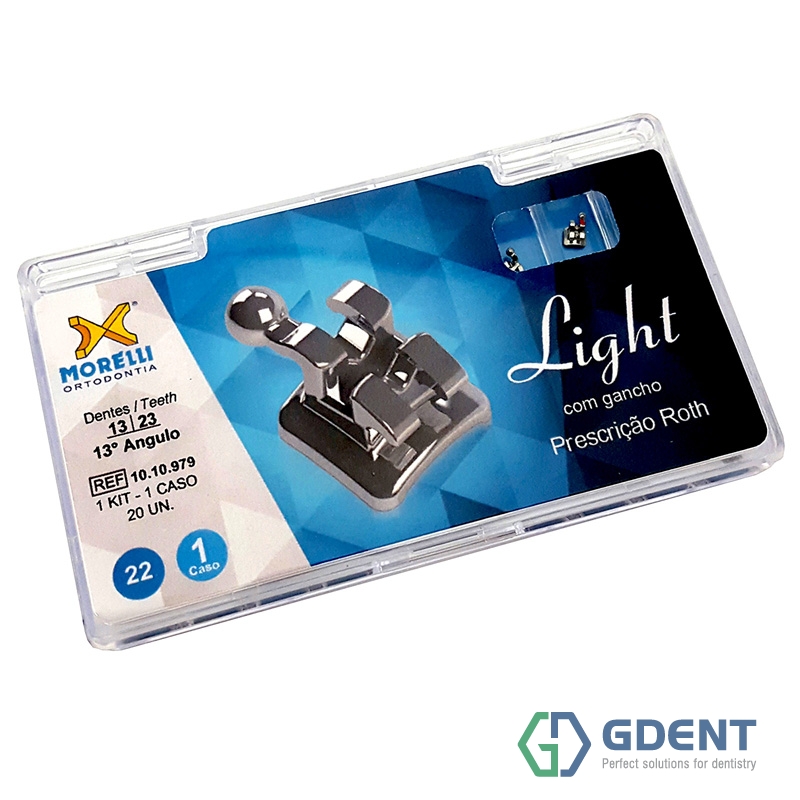 MORELLI
ORTODONTIA
Dentes / Teeth
13 | 23
13° Angulo
REF 10.10.979
1 KIT - 1 CASO
20 UN.
22
1
Caso
Light
com gancho
Prescrição Roth
GDENT
Perfect solutions for dentistry